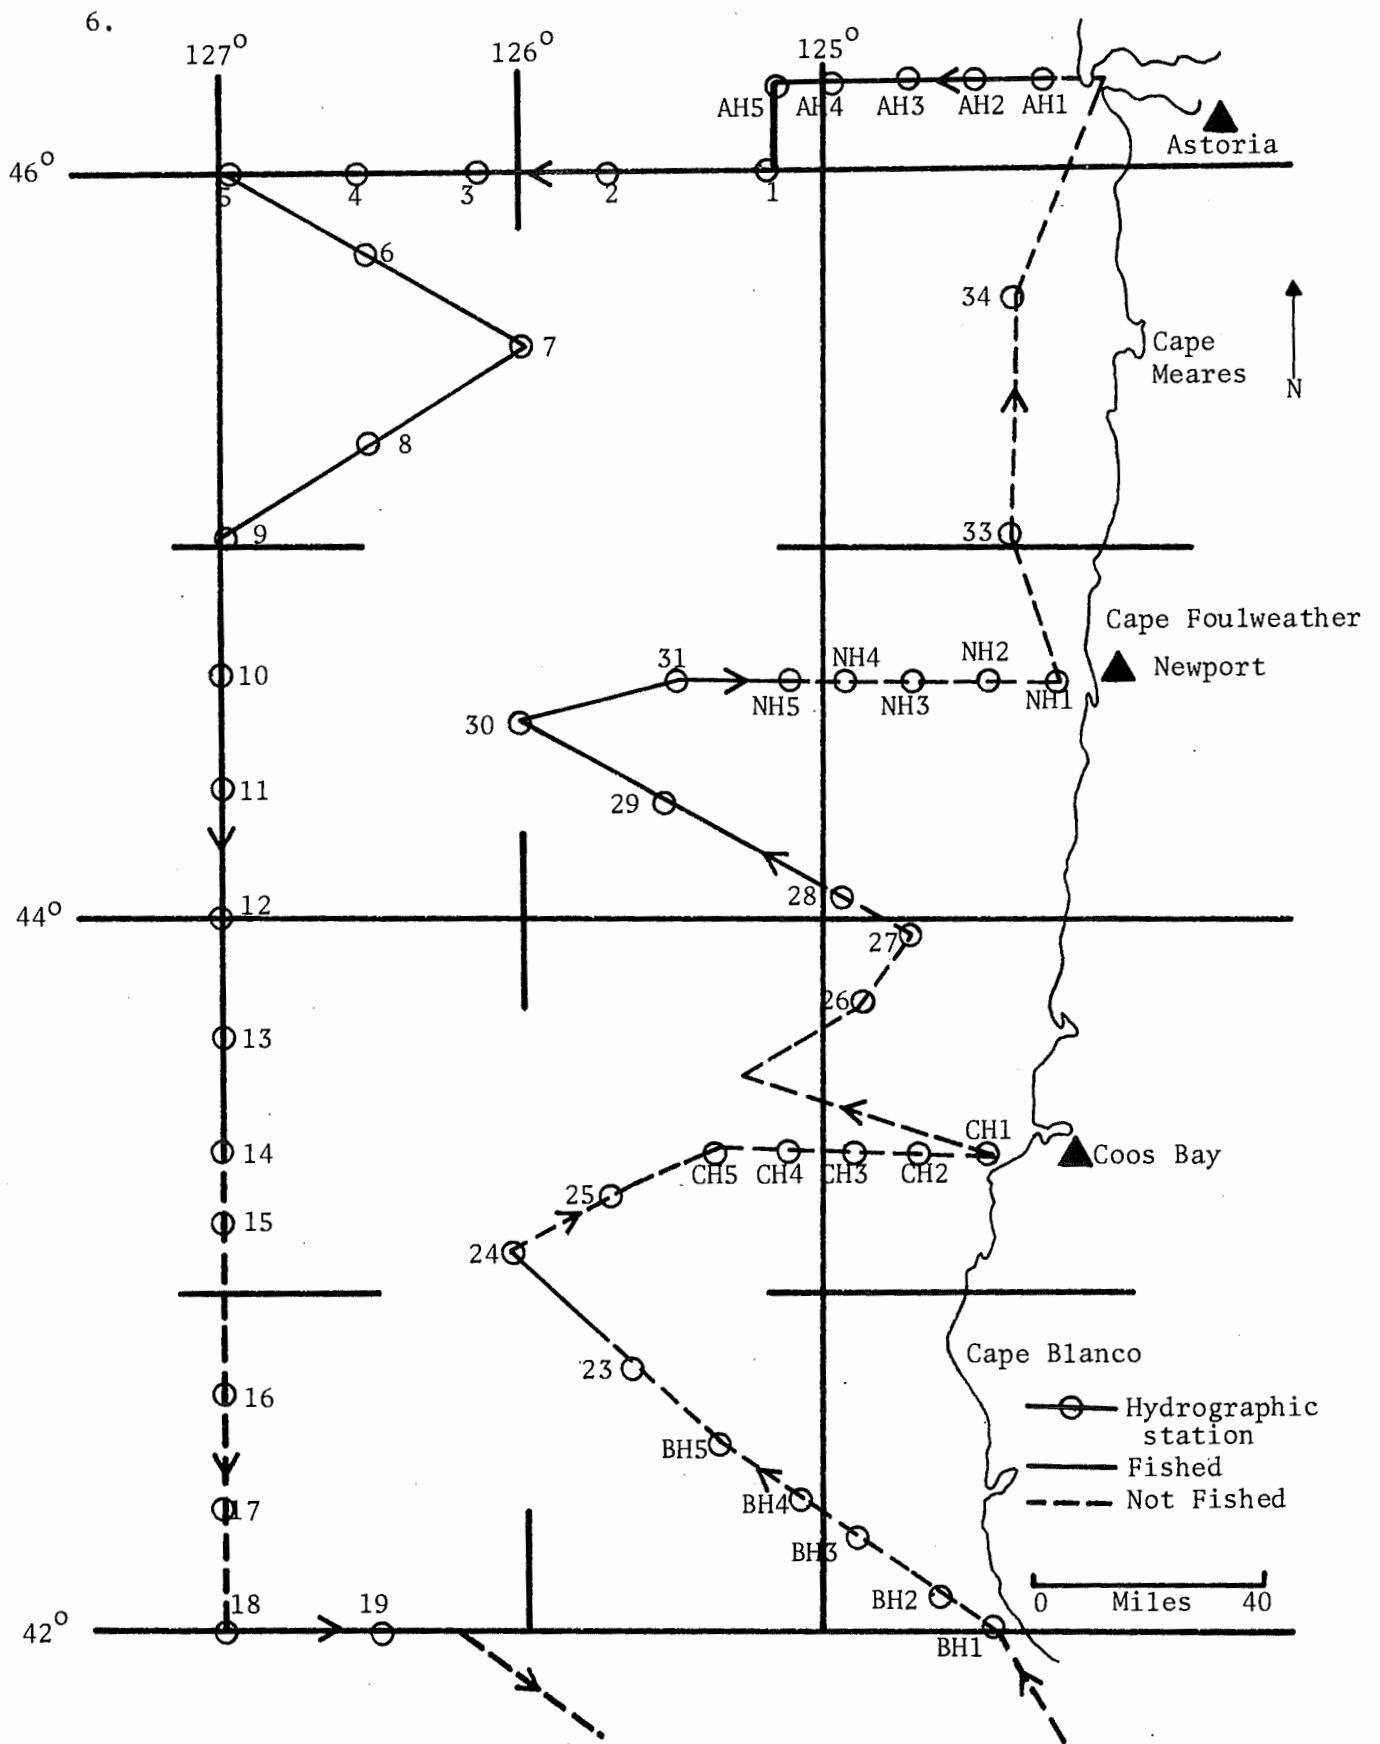 6.
127° 126° 125°
AH5 AH4 AH3 AH2 AH1
Astoria
46°
5 4 3 2 1
6
34
7
Cape
Meares
N
8
9
33
Cape Foulweather
31 NH4 NH2
Newport
10
NH5 NH3 NH1
30
11
29
28
12
44°
27
26
13
CH1
14
CH5 CH4 CH3 CH2
Coos Bay
25
15
24
Cape Blanco
23
16
Hydrographic
station
BH5
Fished
BH4
Not Fished
17
BH3
BH2
0 Miles 40
18 19
42°
BH1